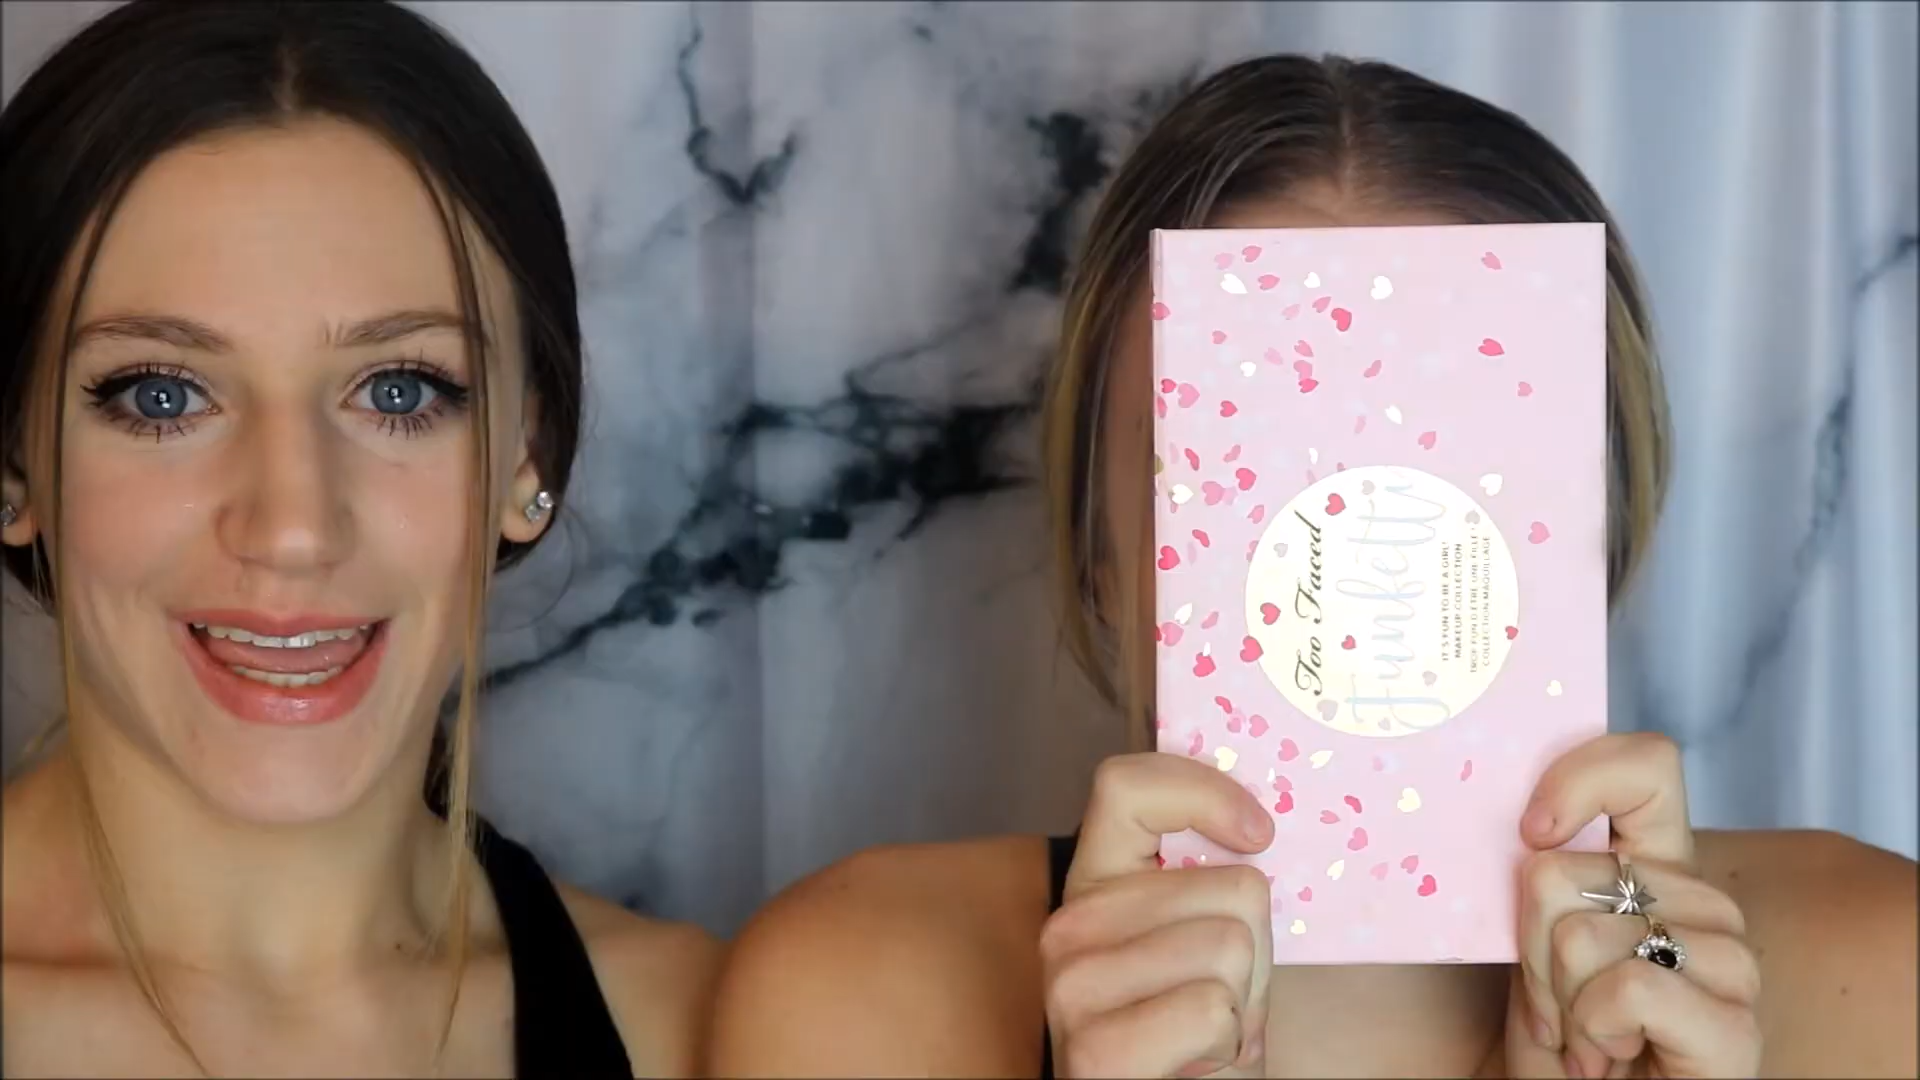 Too Faced
Funfetti
IT'S FUN TO BE A GIRL!
MAKEUP COLLECTION
TROP FUN D'ÊTRE UNE FILLE!
COLLECTION MAQUILLAGE